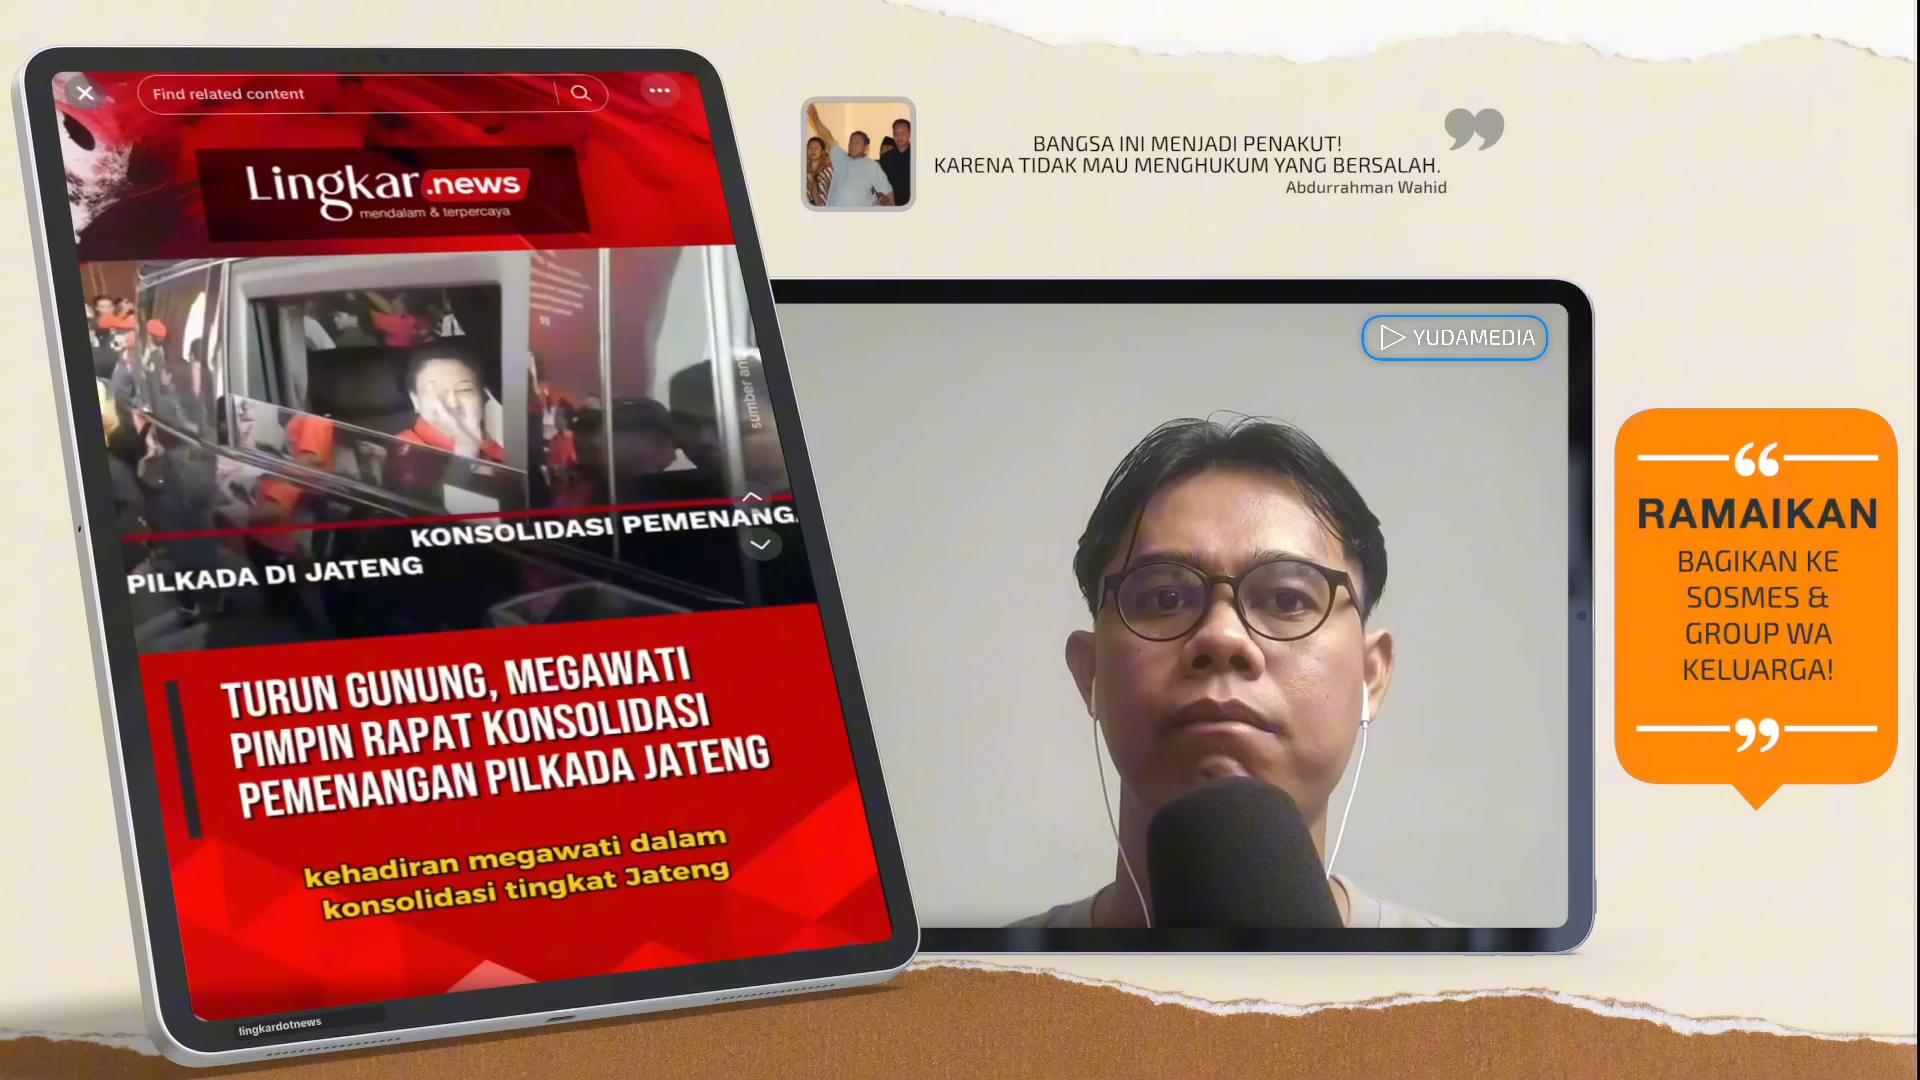 Find related content
Lingkar.news
mendalam & terpercaya
sumber an
KONSOLIDASI PEMENANG
PILKADA DI JATENG
TURUN GUNUNG, MEGAWATI
PIMPIN RAPAT KONSOLIDASI
PEMENANGAN PILKADA JATENG
kehadiran megawati dalam
konsolidasi tingkat Jateng
lingkardotnews
BANGSA INI MENJADI PENAKUT!
KARENA TIDAK MAU MENGHUKUM YANG BERSALAH.
Abdurrahman Wahid
YUDAMEDIA
RAMAIKAN
BAGIKAN KE
SOSMES &
GROUP WA
KELUARGA!